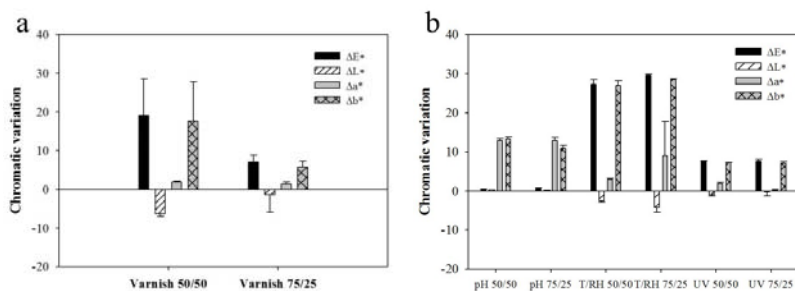 a
Chromatic variation
40
30
20
10
0
-10
-20
ΔE*
ΔL*
Δa*
Δb*
Varnish 50/50 Varnish 75/25
b
Chromatic variation
40
30
20
10
0
-10
-20
ΔE*
ΔL*
Δa*
Δb*
pH 50/50 pH 75/25 T/RH 50/50 T/RH 75/25 UV 50/50 UV 75/25